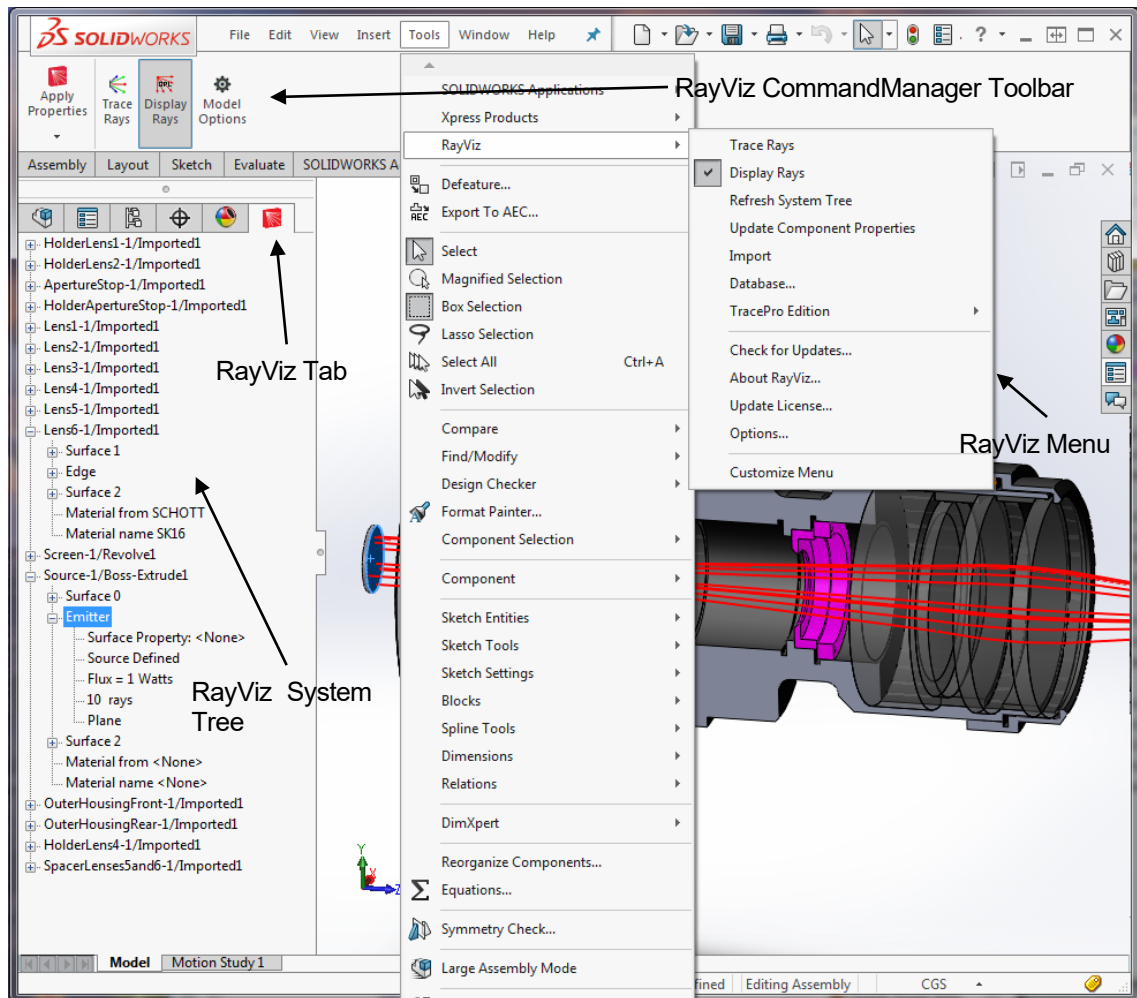 SOLIDWORKS File Edit View Insert Tools Window Help
Apply Properties
Trace Rays
Display Rays
Model Options
RayViz CommandManager Toolbar
Assembly Layout Sketch Evaluate SOLIDWORKS A
HolderLens1-1/Imported1
HolderLens2-1/Imported1
ApertureStop-1/Imported1
HolderApertureStop-1/Imported1
Lens1-1/Imported1
Lens2-1/Imported1
Lens3-1/Imported1
Lens4-1/Imported1
Lens5-1/Imported1
Lens6-1/Imported1
Surface 1
Edge
Surface 2
Material from SCHOTT
Material name SK16
Screen-1/Revolve1
Source-1/Boss-Extrude1
Surface 0
Emitter
Surface Property: <None>
Source Defined
Flux = 1 Watts
10 rays
Plane
Surface 2
Material from <None>
Material name <None>
OuterHousingFront-1/Imported1
OuterHousingRear-1/Imported1
HolderLens4-1/Imported1
SpacerLenses5and6-1/Imported1
RayViz Tab
RayViz System
Tree
SOLIDWORKS Applications
Xpress Products
RayViz
Defeature...
Export To AEC...
Select
Magnified Selection
Box Selection
Lasso Selection
Select All Ctrl+A
Invert Selection
Compare
Find/Modify
Design Checker
Format Painter...
Component Selection
Component
Sketch Entities
Sketch Tools
Sketch Settings
Blocks
Spline Tools
Dimensions
Relations
DimXpert
Reorganize Components...
Equations...
Symmetry Check...
Large Assembly Mode
Trace Rays
Display Rays
Refresh System Tree
Update Component Properties
Import
Database...
TracePro Edition
Check for Updates...
About RayViz...
Update License...
Options...
Customize Menu
RayViz Menu
Y
X
Z
Model Motion Study 1
fined Editing Assembly CGS